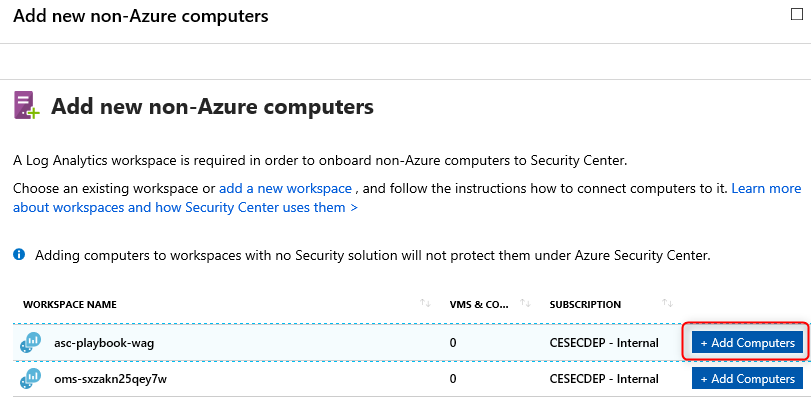 Add new non-Azure computers
Add new non-Azure computers
A Log Analytics workspace is required in order to onboard non-Azure computers to Security Center.
Choose an existing workspace or add a new workspace , and follow the instructions how to connect computers to it. Learn more
about workspaces and how Security Center uses them >
Adding computers to workspaces with no Security solution will not protect them under Azure Security Center.
WORKSPACE NAME VMS & CO... SUBSCRIPTION
asc-playbook-wag 0 CESECDEP - Internal + Add Computers
oms-sxzakn25qey7w 0 CESECDEP - Internal + Add Computers